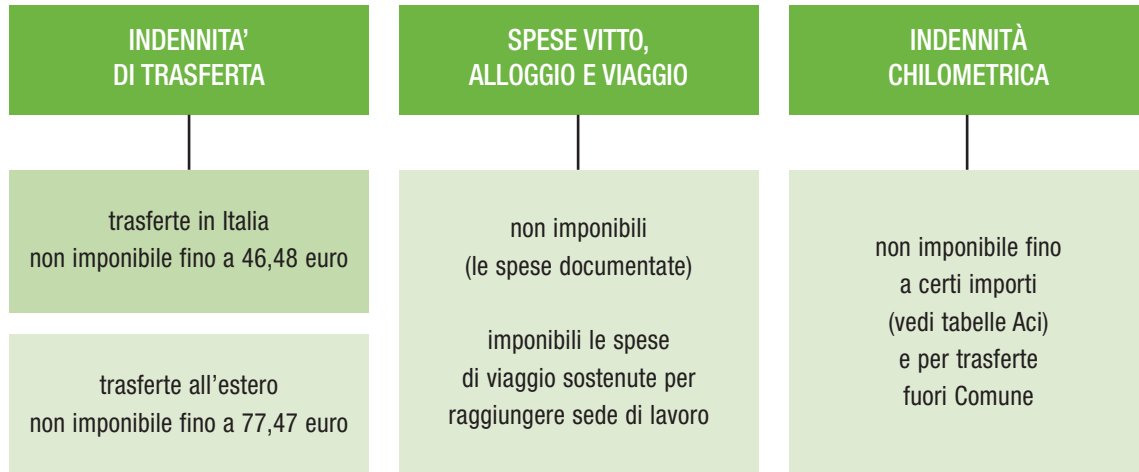 INDENNITA’
DI TRASFERTA
trasferte in Italia
non imponibile fino a 46,48 euro
trasferte all’estero
non imponibile fino a 77,47 euro
SPESE VITTO,
ALLOGGIO E VIAGGIO
non imponibili
(le spese documentate)
imponibili le spese
di viaggio sostenute per
raggiungere sede di lavoro
INDENNITÀ
CHILOMETRICA
non imponibile fino
a certi importi
(vedi tabelle Aci)
e per trasferte
fuori Comune